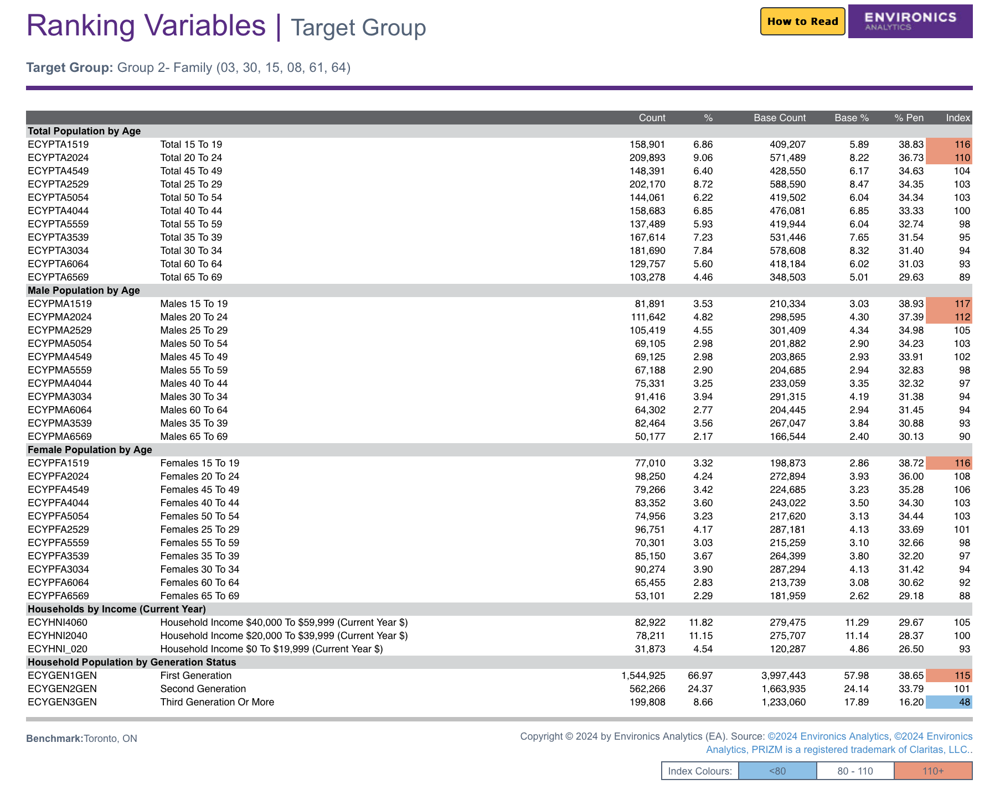 Ranking Variables | Target Group
How to Read
ENVIRONICS
ANALYTICS
Target Group: Group 2- Family (03, 30, 15, 08, 61, 64)
Count % Base Count Base % % Pen Index
Total Population by Age
ECYPTA1519 Total 15 To 19 158,901 6.86 409,207 5.89 38.83 116
ECYPTA2024 Total 20 To 24 209,893 9.06 571,489 8.22 36.73 110
ECYPTA4549 Total 45 To 49 148,391 6.40 428,550 6.17 34.63 104
ECYPTA2529 Total 25 To 29 202,170 8.72 588,590 8.47 34.35 103
ECYPTA5054 Total 50 To 54 144,061 6.22 419,502 6.04 34.34 103
ECYPTA4044 Total 40 To 44 158,683 6.85 476,081 6.85 33.33 100
ECYPTA5559 Total 55 To 59 137,489 5.93 419,944 6.04 32.74 98
ECYPTA3539 Total 35 To 39 167,614 7.23 531,446 7.65 31.54 95
ECYPTA3034 Total 30 To 34 181,690 7.84 578,608 8.32 31.40 94
ECYPTA6064 Total 60 To 64 129,757 5.60 418,184 6.02 31.03 93
ECYPTA6569 Total 65 To 69 103,278 4.46 348,503 5.01 29.63 89
Male Population by Age
ECYPMA1519 Males 15 To 19 81,891 3.53 210,334 3.03 38.93 117
ECYPMA2024 Males 20 To 24 111,642 4.82 298,595 4.30 37.39 112
ECYPMA2529 Males 25 To 29 105,419 4.55 301,409 4.34 34.98 105
ECYPMA5054 Males 50 To 54 69,105 2.98 201,882 2.90 34.23 103
ECYPMA4549 Males 45 To 49 69,125 2.98 203,865 2.93 33.91 102
ECYPMA5559 Males 55 To 59 67,188 2.90 204,685 2.94 32.83 98
ECYPMA4044 Males 40 To 44 75,331 3.25 233,059 3.35 32.32 97
ECYPMA3034 Males 30 To 34 91,416 3.94 291,315 4.19 31.38 94
ECYPMA6064 Males 60 To 64 64,302 2.77 204,445 2.94 31.45 94
ECYPMA3539 Males 35 To 39 82,464 3.56 267,047 3.84 30.88 93
ECYPMA6569 Males 65 To 69 50,177 2.17 166,544 2.40 30.13 90
Female Population by Age
ECYPFA1519 Females 15 To 19 77,010 3.32 198,873 2.86 38.72 116
ECYPFA2024 Females 20 To 24 98,250 4.24 272,894 3.93 36.00 108
ECYPFA4549 Females 45 To 49 79,266 3.42 224,685 3.23 35.28 106
ECYPFA4044 Females 40 To 44 83,352 3.60 243,022 3.50 34.30 103
ECYPFA5054 Females 50 To 54 74,956 3.23 217,620 3.13 34.44 103
ECYPFA2529 Females 25 To 29 96,751 4.17 287,181 4.13 33.69 101
ECYPFA5559 Females 55 To 59 70,301 3.03 215,259 3.10 32.66 98
ECYPFA3539 Females 35 To 39 85,150 3.67 264,399 3.80 32.20 97
ECYPFA3034 Females 30 To 34 90,274 3.90 287,294 4.13 31.42 94
ECYPFA6064 Females 60 To 64 65,455 2.83 213,739 3.08 30.62 92
ECYPFA6569 Females 65 To 69 53,101 2.29 181,959 2.62 29.18 88
Households by Income (Current Year)
ECYHNI4060 Household Income $40,000 To $59,999 (Current Year $) 82,922 11.82 279,475 11.29 29.67 105
ECYHNI2040 Household Income $20,000 To $39,999 (Current Year $) 78,211 11.15 275,707 11.14 28.37 100
ECYHNI_020 Household Income $0 To $19,999 (Current Year $) 31,873 4.54 120,287 4.86 26.50 93
Household Population by Generation Status
ECYGEN1GEN First Generation 1,544,925 66.97 3,997,443 57.98 38.65 115
ECYGEN2GEN Second Generation 562,266 24.37 1,663,935 24.14 33.79 101
ECYGEN3GEN Third Generation Or More 199,808 8.66 1,233,060 17.89 16.20 48
Benchmark:Toronto, ON
Copyright © 2024 by Environics Analytics (EA). Source: ©2024 Environics Analytics, ©2024 Environics
Analytics, PRIZM is a registered trademark of Claritas, LLC..
Index Colours: <80 80 - 110 110+